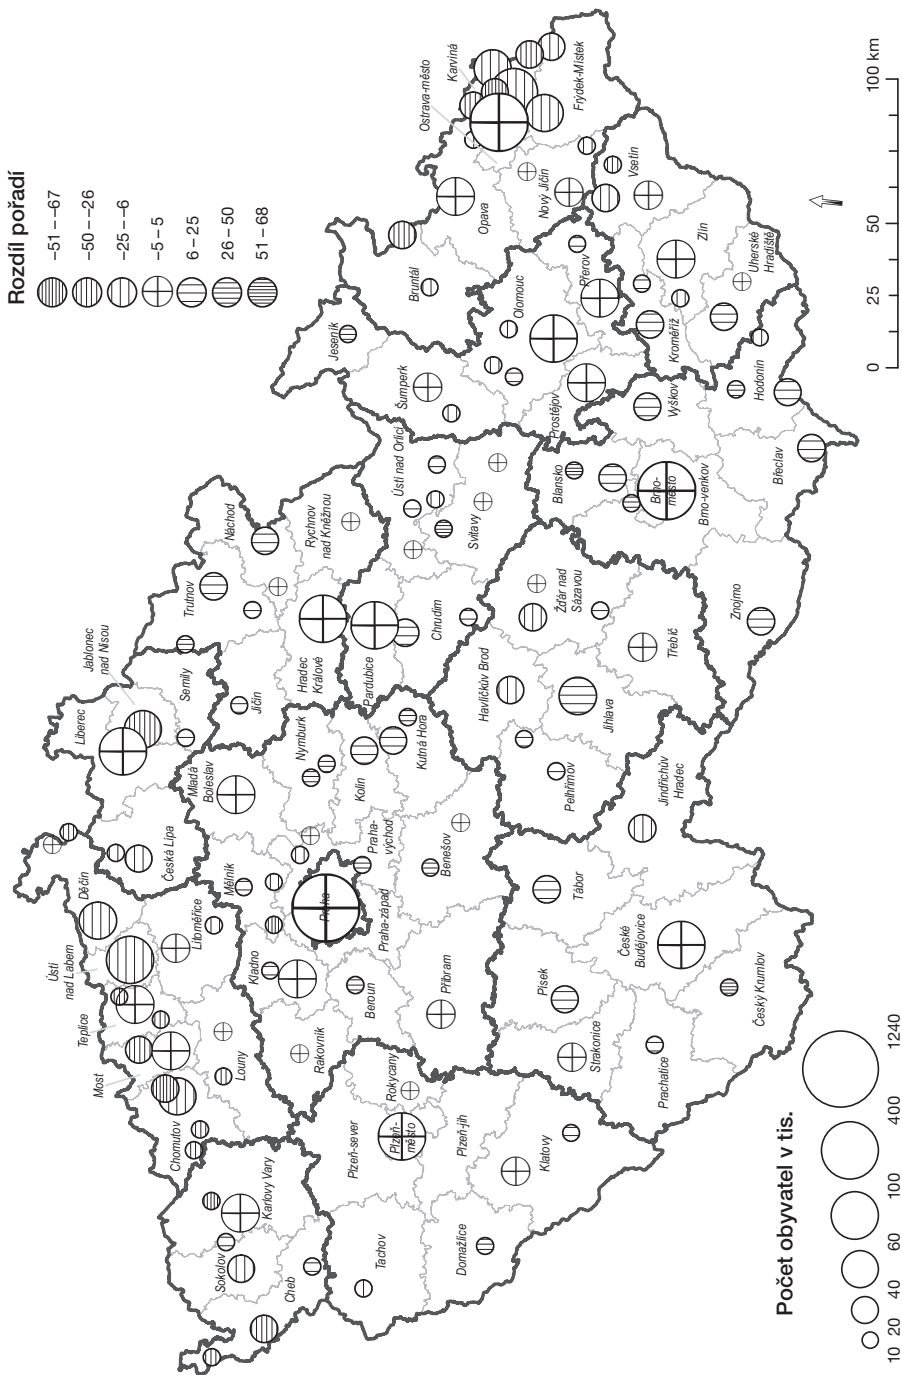 Rozdíl pořadí
-51 – -67
-50 – -26
-25 – -6
-5 – 5
6 – 25
26 – 50
51 – 68
Počet obyvatel v tis.
10 20 40 60 100 400 1240
0 25 50 100 km
Liberec
Jablonec
nad Nisou
Semily
Česká Lípa
Děčín
Ústí
nad Labem
Teplice
Most
Chomutov
Louny
Litoměřice
Karlovy Vary
Sokolov
Cheb
Tachov
Domažlice
Klatovy
Plzeň-sever
Plzeň-
město
Plzeň-jih
Rokycany
Rakovník
Kladno
Mělník
Mladá
Boleslav
Nymburk
Kolín
Kutná Hora
Praha
Praha-
východ
Praha-západ
Beroun
Příbram
Benešov
Jičín
Trutnov
Náchod
Hradec
Králové
Rychnov
nad Kněžnou
Pardubice
Chrudim
Ústí nad Orlicí
Svitavy
Havlíčkův Brod
Žďár nad
Sázavou
Pelhřimov
Jihlava
Třebíč
Strakonice
Písek
Tábor
Jindřichův
Hradec
České
Budějovice
Prachatice
Český Krumlov
Znojmo
Břeclav
Hodonín
Vyškov
Blansko
Brno-
město
Brno-venkov
Jeseník
Šumperk
Olomouc
Prostějov
Přerov
Bruntál
Opava
Ostrava-město
Karviná
Frýdek-Místek
Nový Jičín
Vsetín
Zlín
Kroměříž
Uherské
Hradiště